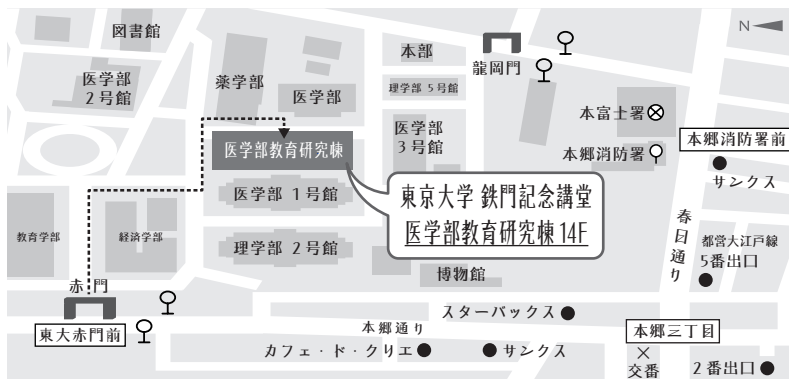 図書館
医学部
2号館
薬学部
医学部
本部
理学部 5号館
医学部
3号館
龍岡門
N
本富士署
本郷消防署
本郷消防署前
サンクス
医学部教育研究棟
医学部 1号館
理学部 2号館
東京大学 鉄門記念講堂
医学部教育研究棟 14F
教育学部
経済学部
赤門
東大赤門前
博物館
春日通り
都営大江戸線
5番出口
スターバックス
本郷通り
カフェ・ド・クリエ
サンクス
本郷三丁目
交番
2番出口